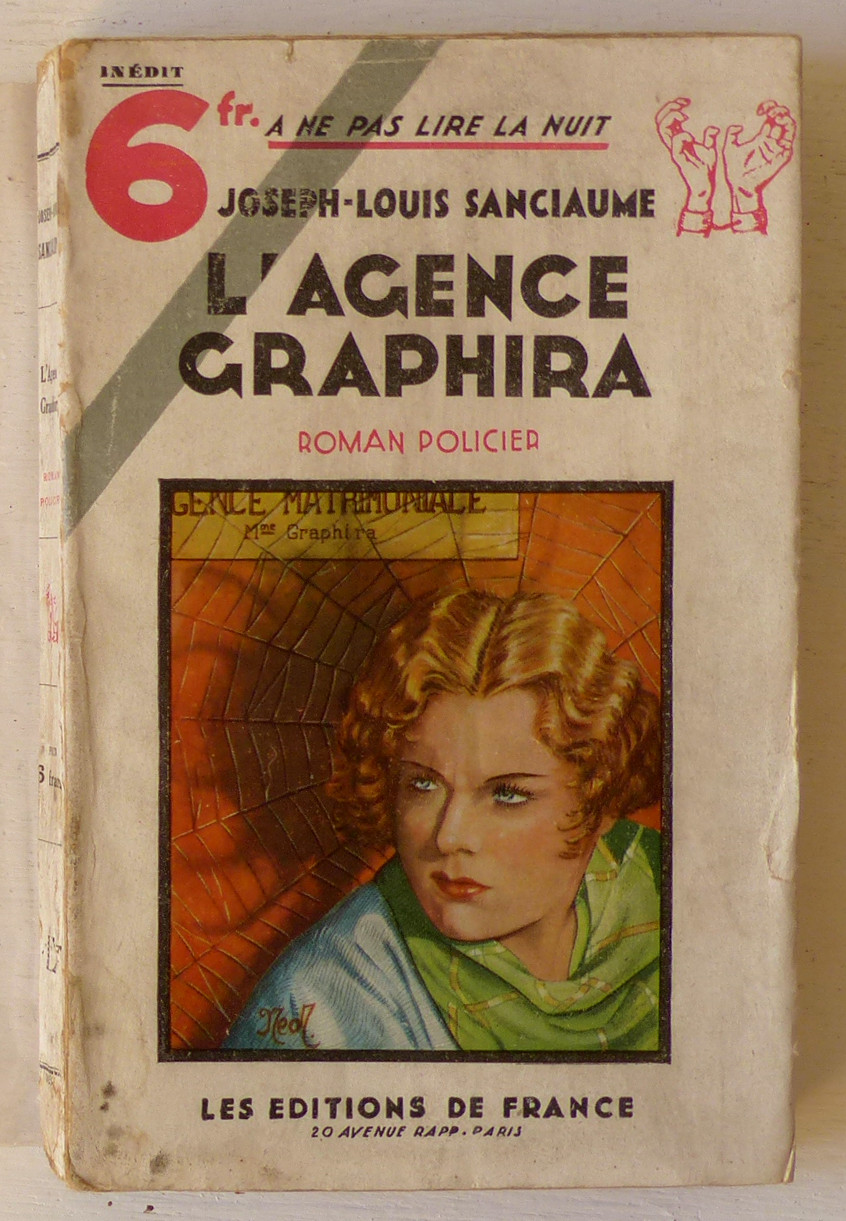 INÉDIT
6 fr.
A NE PAS LIRE LA NUIT
JOSEPH-LOUIS SANCIAUME
L'AGENCE
GRAPHIRA
ROMAN POLICIER
GENCE MATRIMONIALE
Mme Graphira
Neol
LES EDITIONS DE FRANCE
20 AVENUE RAPP. PARIS